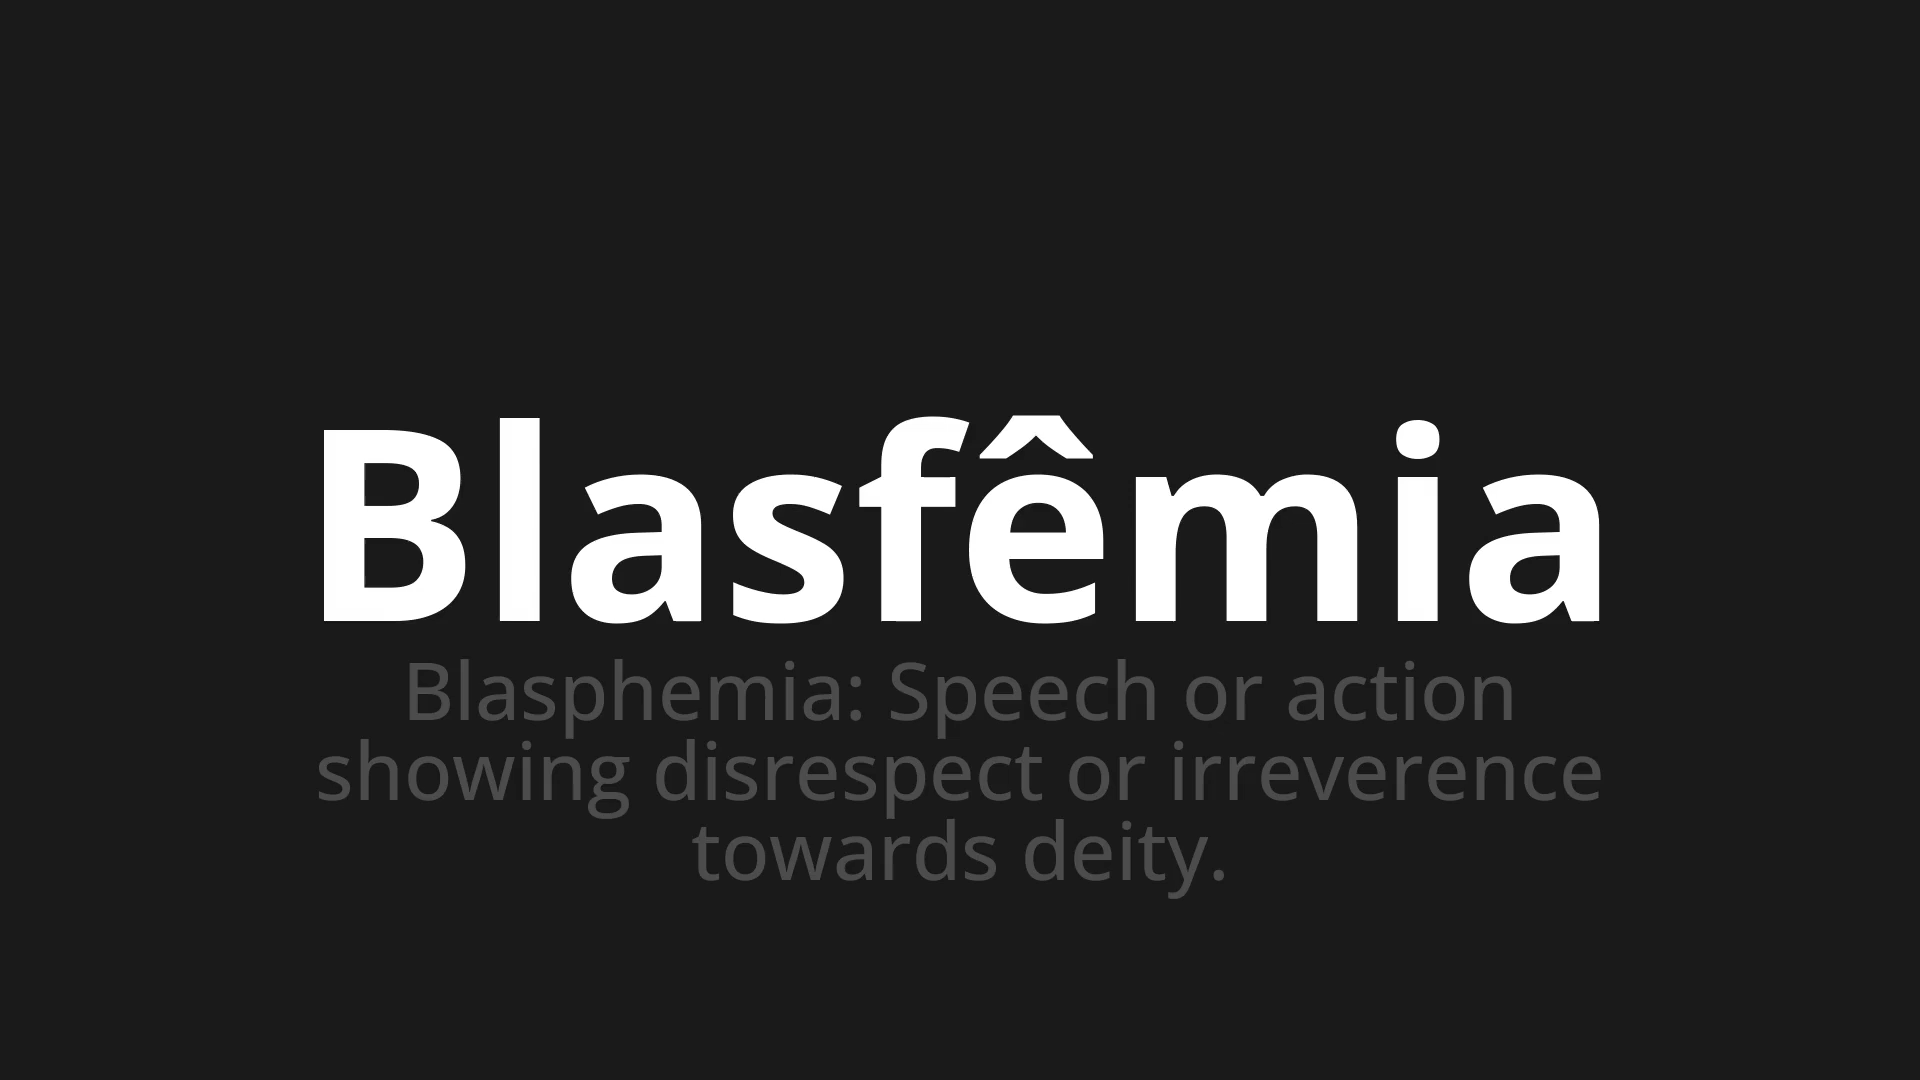 Blasfêmia
Blasphemia: Speech or action
showing disrespect or irreverence
towards deity.